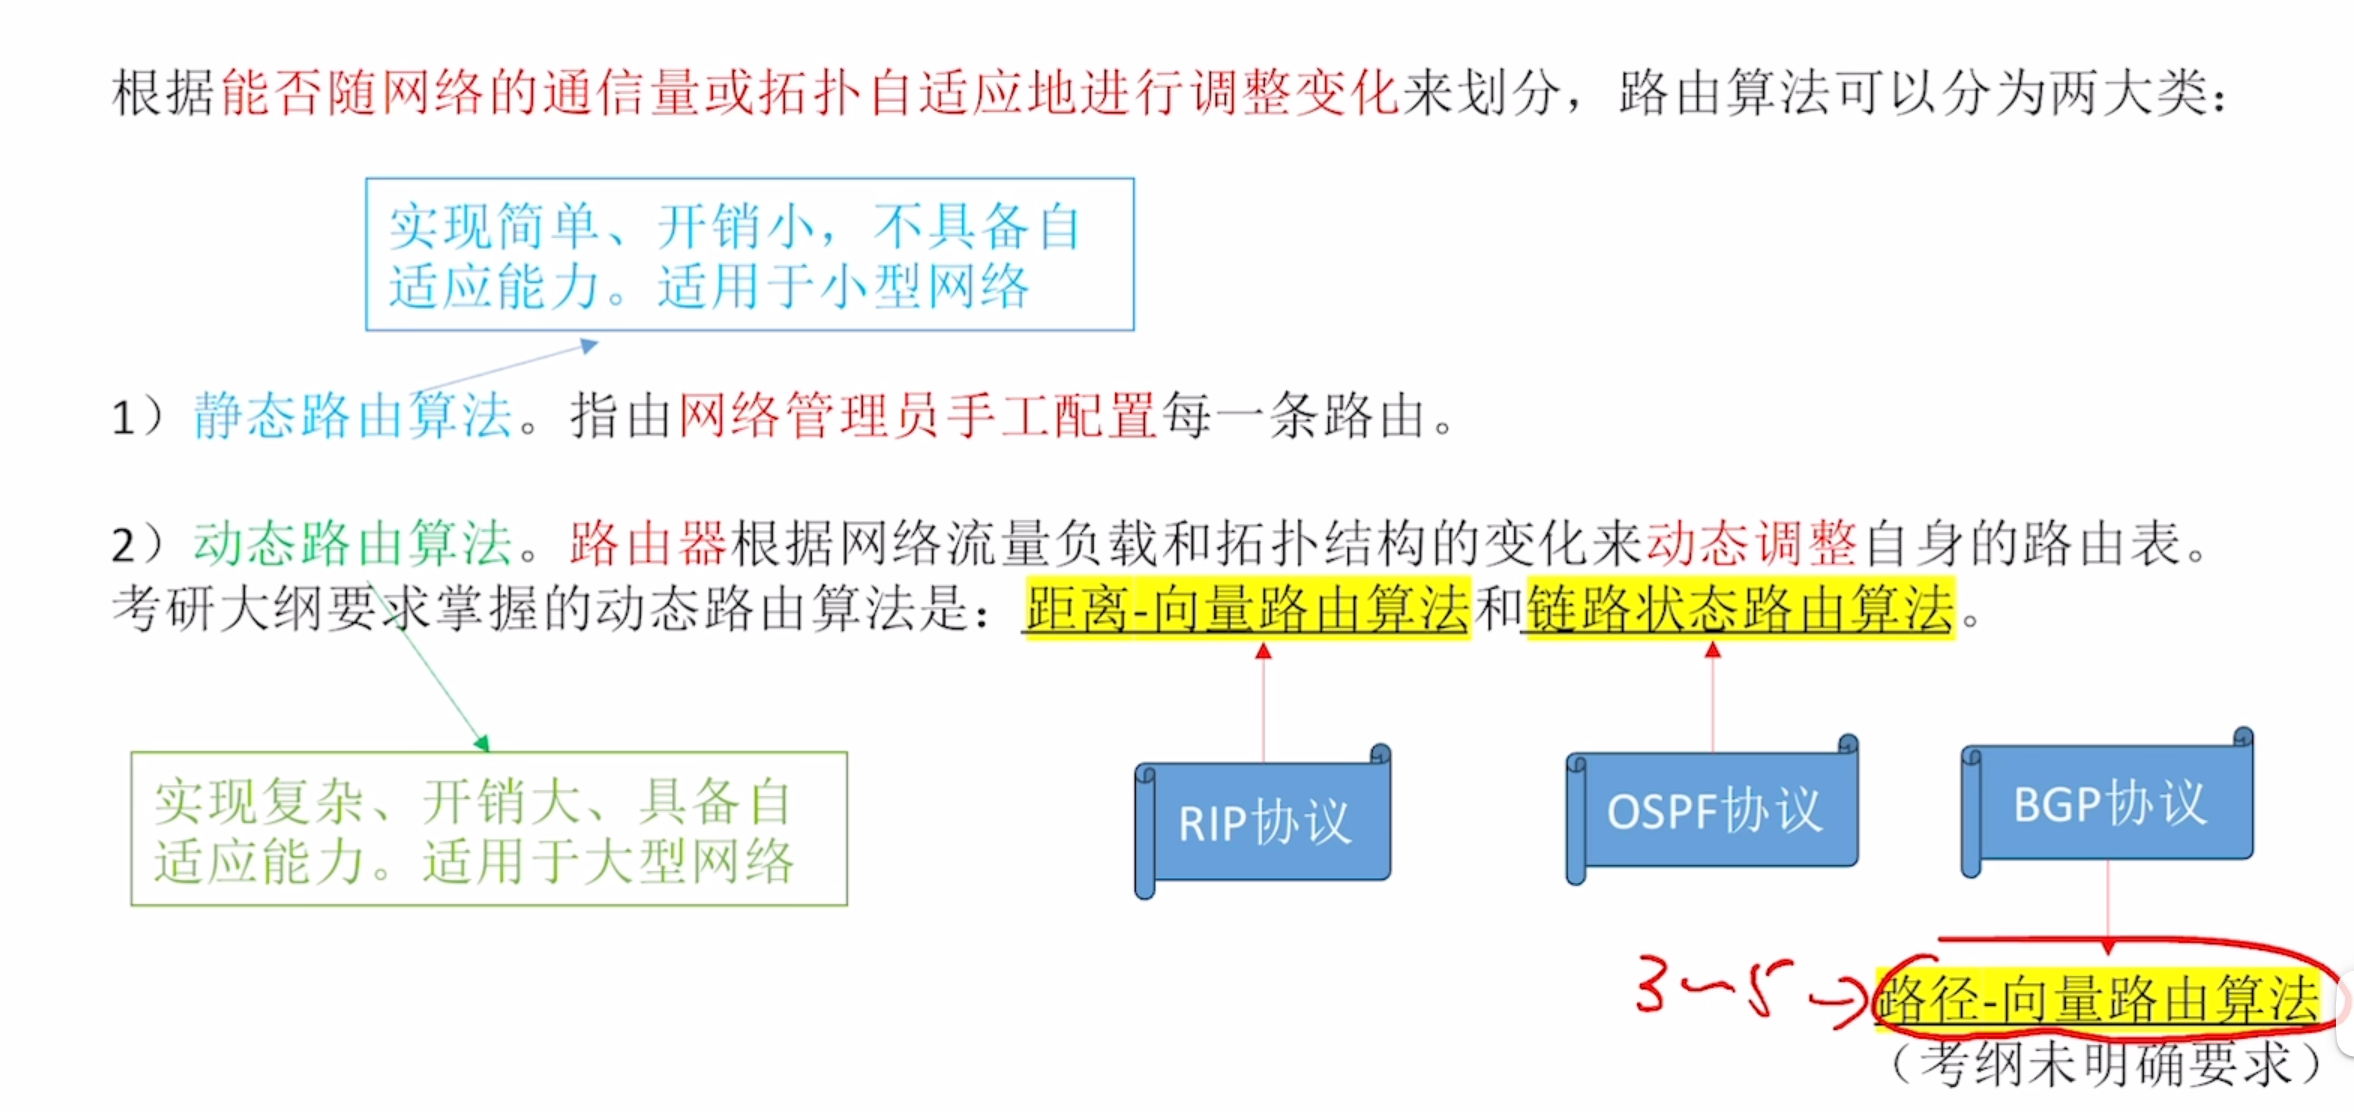 根据能否随网络的通信量或拓扑自适应地进行调整变化来划分，路由算法可以分为两大类：
实现简单、开销小，不具备自
适应能力。适用于小型网络
1）静态路由算法。指由网络管理员手工配置每一条路由。
2）动态路由算法。路由器根据网络流量负载和拓扑结构的变化来动态调整自身的路由表。
考研大纲要求掌握的动态路由算法是：距离-向量路由算法和链路状态路由算法。
实现复杂、开销大、具备自
适应能力。适用于大型网络
RIP协议
OSPF协议
BGP协议
3~5→路径-向量路由算法
（考纲未明确要求）